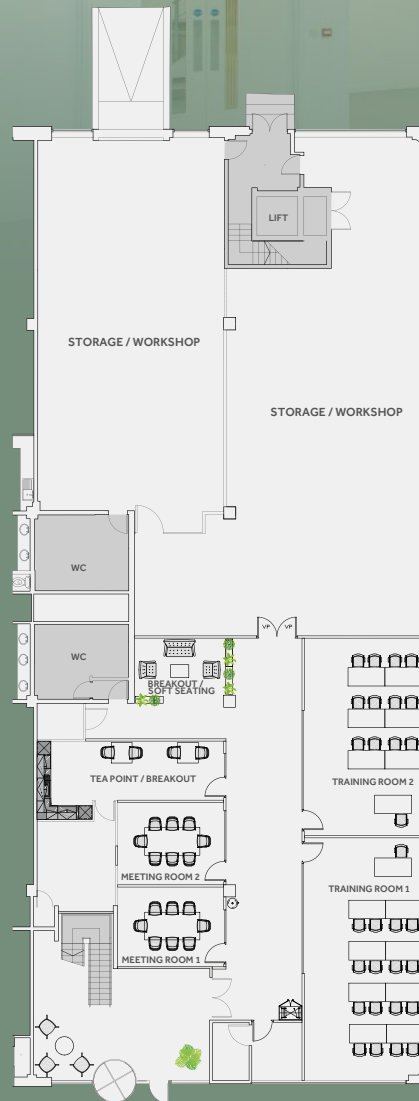 LIFT
STORAGE / WORKSHOP
STORAGE / WORKSHOP
WC
VP VP
WC
BREAKOUT /
SOFT SEATING
TEA POINT / BREAKOUT
TRAINING ROOM 2
MEETING ROOM 2
TRAINING ROOM 1
MEETING ROOM 1